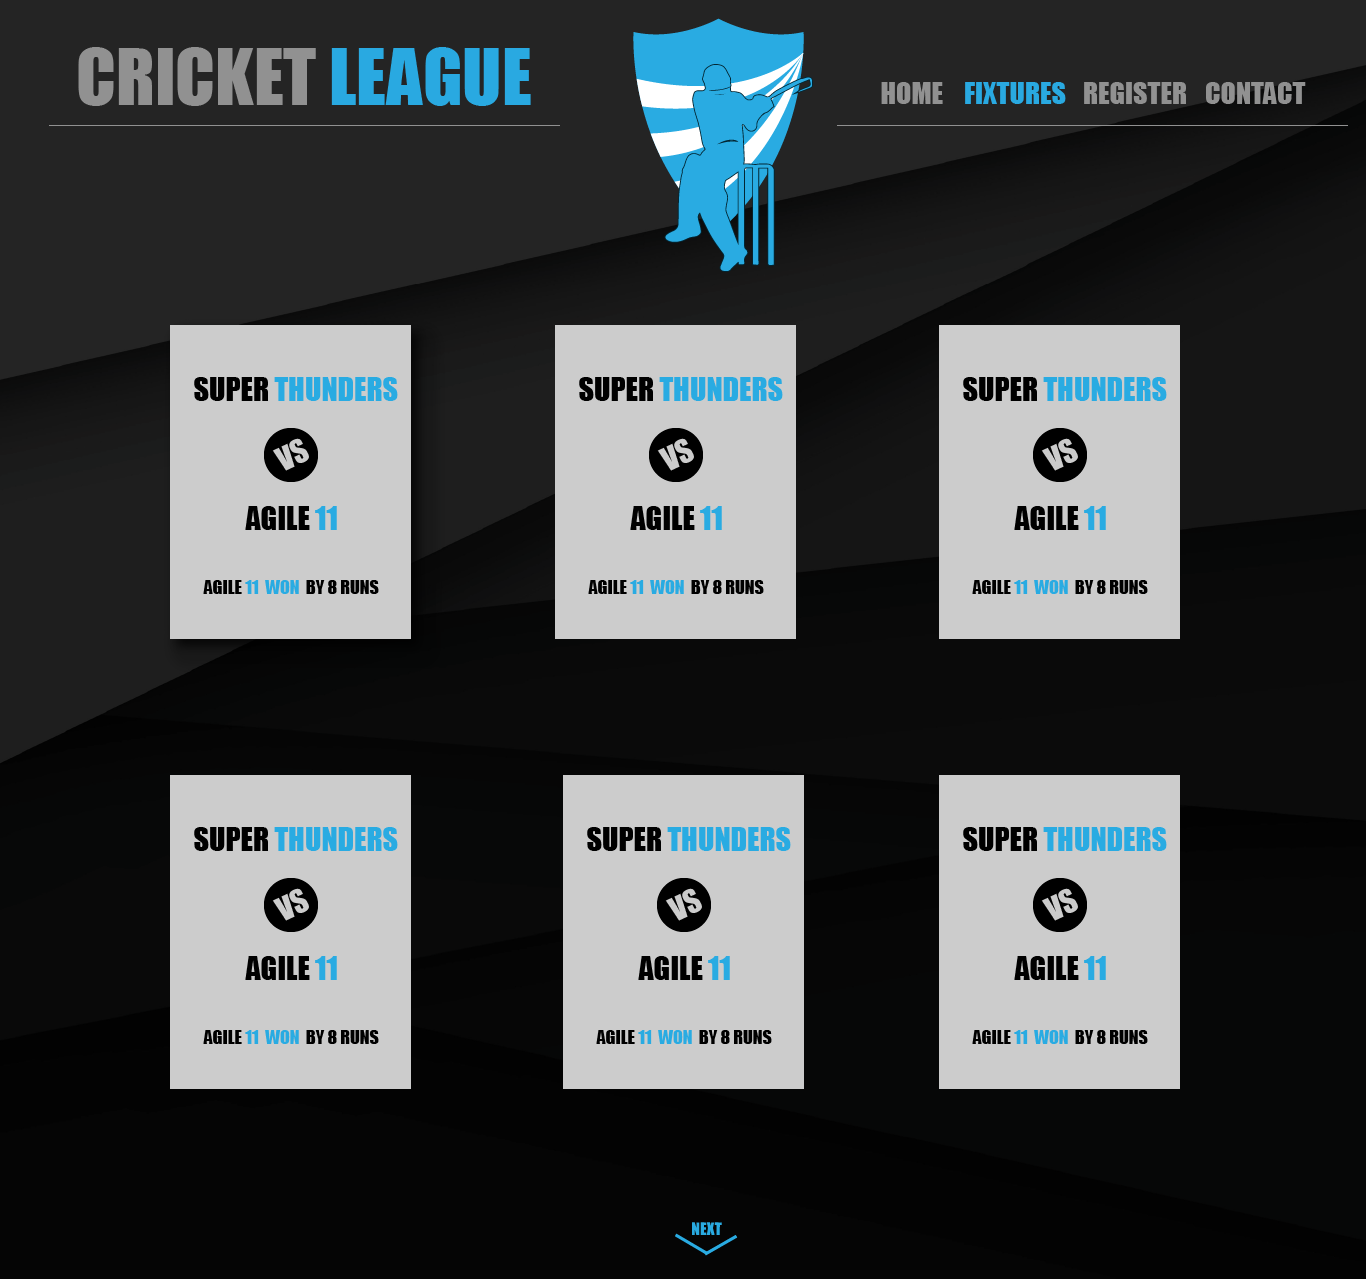 CRICKET LEAGUE
HOME FIXTURES REGISTER CONTACT
SUPER THUNDERS
VS
AGILE 11
AGILE 11 WON BY 8 RUNS
SUPER THUNDERS
VS
AGILE 11
AGILE 11 WON BY 8 RUNS
SUPER THUNDERS
VS
AGILE 11
AGILE 11 WON BY 8 RUNS
SUPER THUNDERS
VS
AGILE 11
AGILE 11 WON BY 8 RUNS
SUPER THUNDERS
VS
AGILE 11
AGILE 11 WON BY 8 RUNS
SUPER THUNDERS
VS
AGILE 11
AGILE 11 WON BY 8 RUNS
NEXT